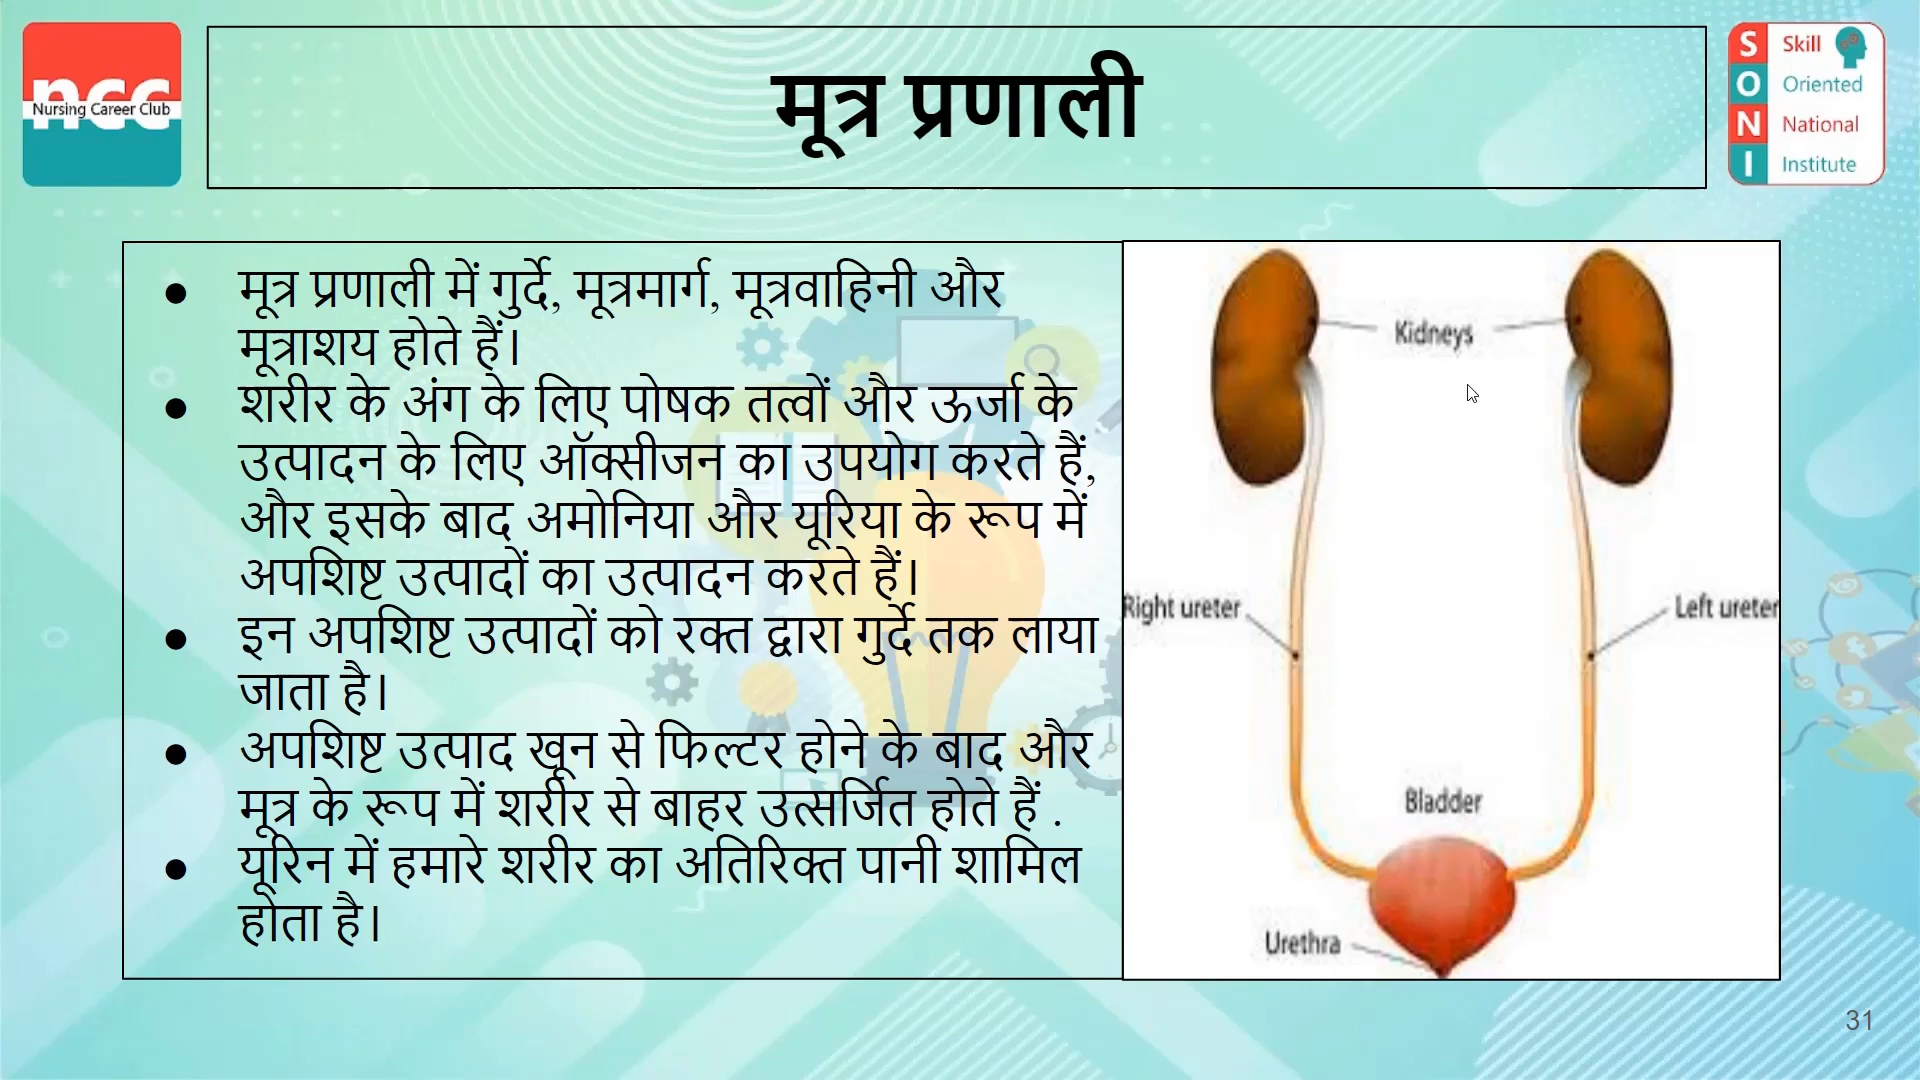 ncc
Nursing Career Club
मूत्र प्रणाली
S Skill
O Oriented
N National
I Institute
● मूत्र प्रणाली में गुर्दे, मूत्रमार्ग, मूत्रवाहिनी और
मूत्राशय होते हैं।
● शरीर के अंग के लिए पोषक तत्वों और ऊर्जा के
उत्पादन के लिए ऑक्सीजन का उपयोग करते हैं,
और इसके बाद अमोनिया और यूरिया के रूप में
अपशिष्ट उत्पादों का उत्पादन करते हैं।
● इन अपशिष्ट उत्पादों को रक्त द्वारा गुर्दे तक लाया
जाता है।
● अपशिष्ट उत्पाद खून से फिल्टर होने के बाद और
मूत्र के रूप में शरीर से बाहर उत्सर्जित होते हैं .
● यूरिन में हमारे शरीर का अतिरिक्त पानी शामिल
होता है।
Kidneys
Right ureter
Left ureter
Bladder
Urethra
31